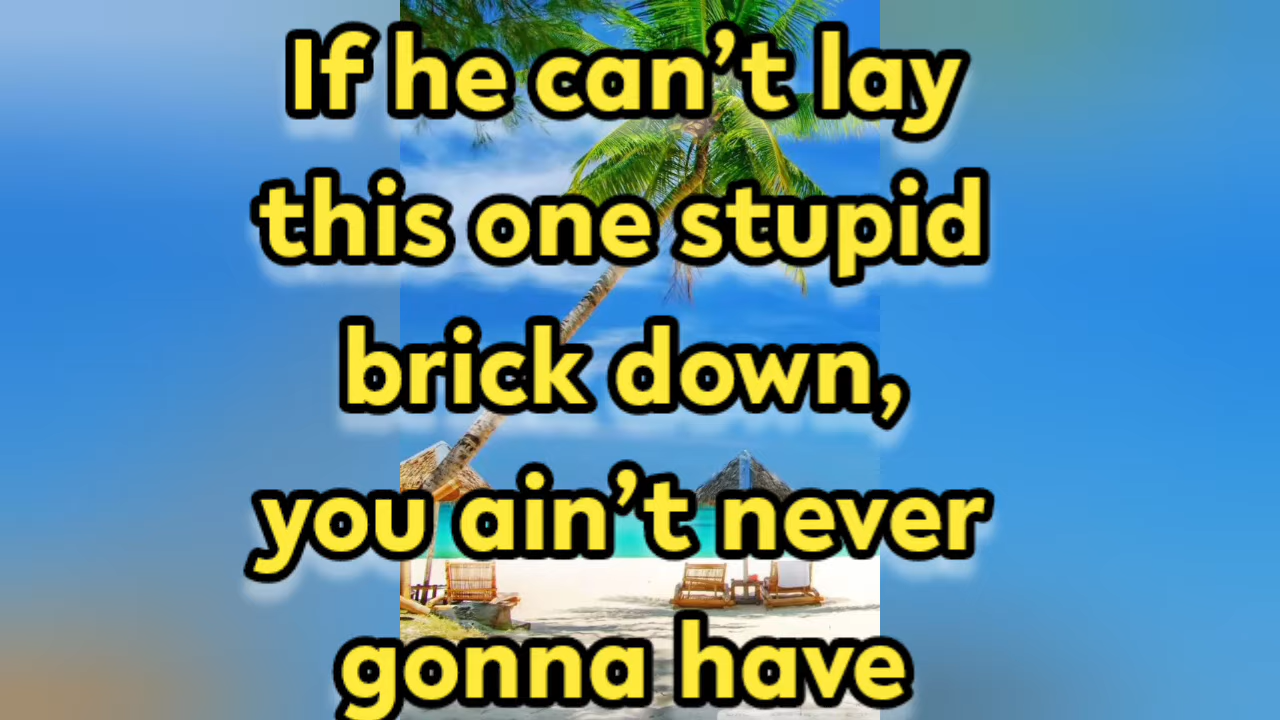 If he can’t lay
this one stupid
brick down,
you ain’t never
gonna have